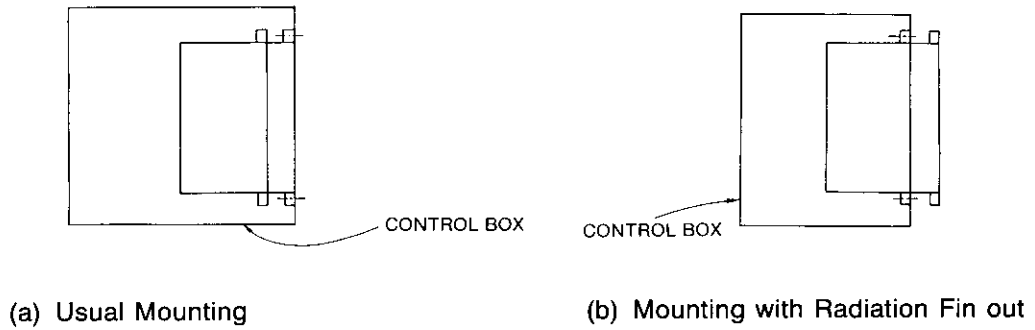 CONTROL BOX
CONTROL BOX
(a) Usual Mounting
(b) Mounting with Radiation Fin out